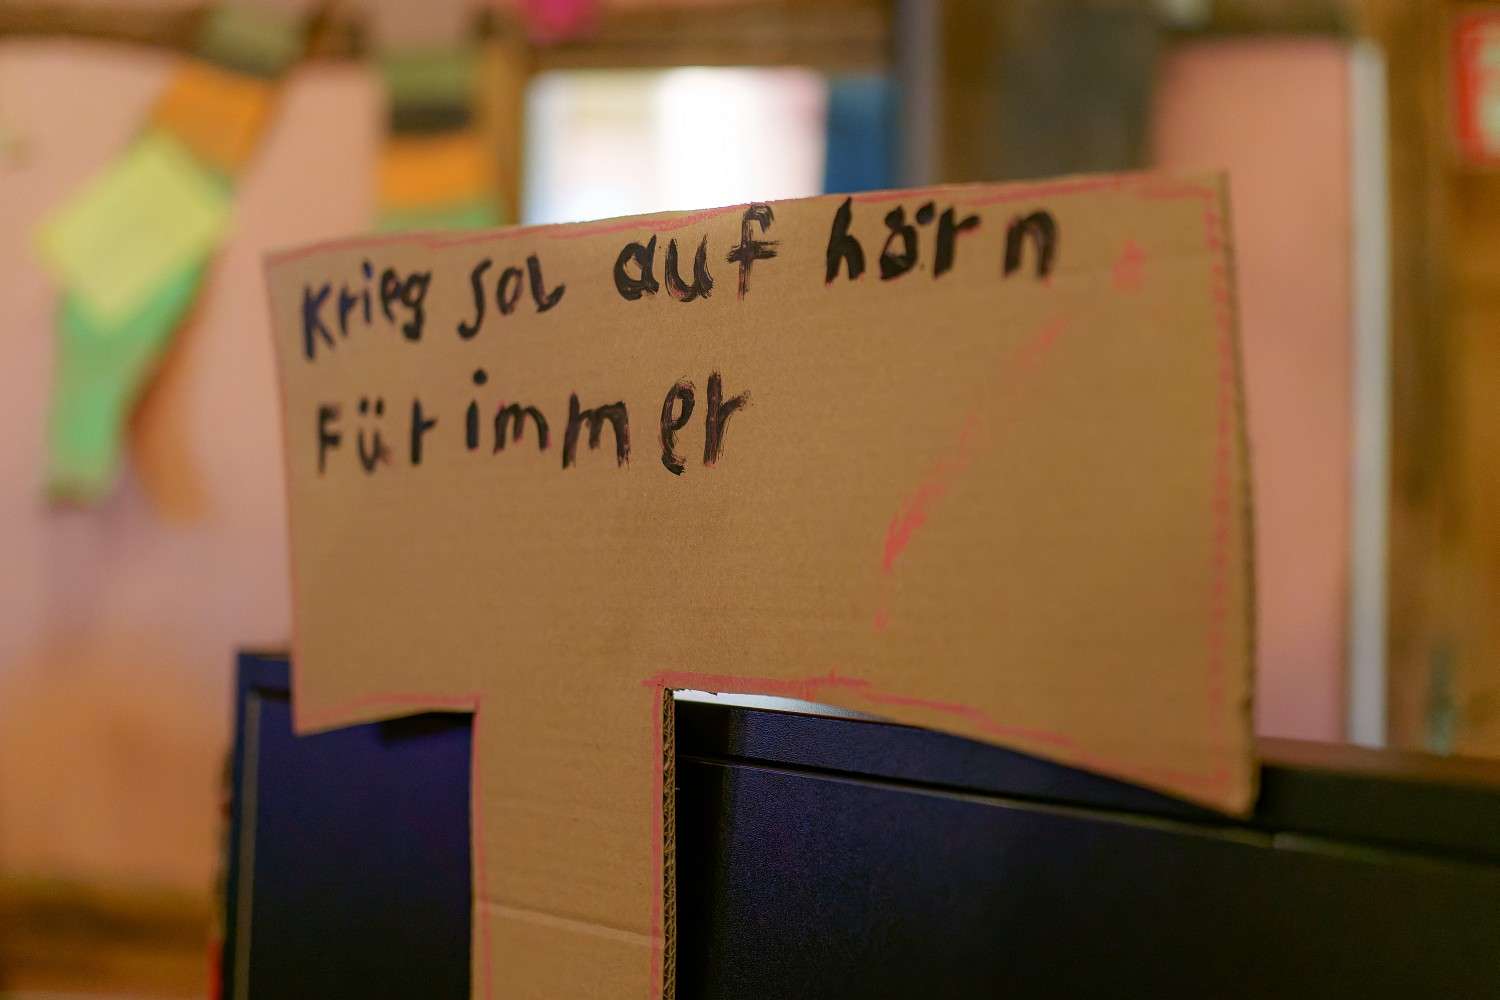 Krieg sol auf hörn
Für immer